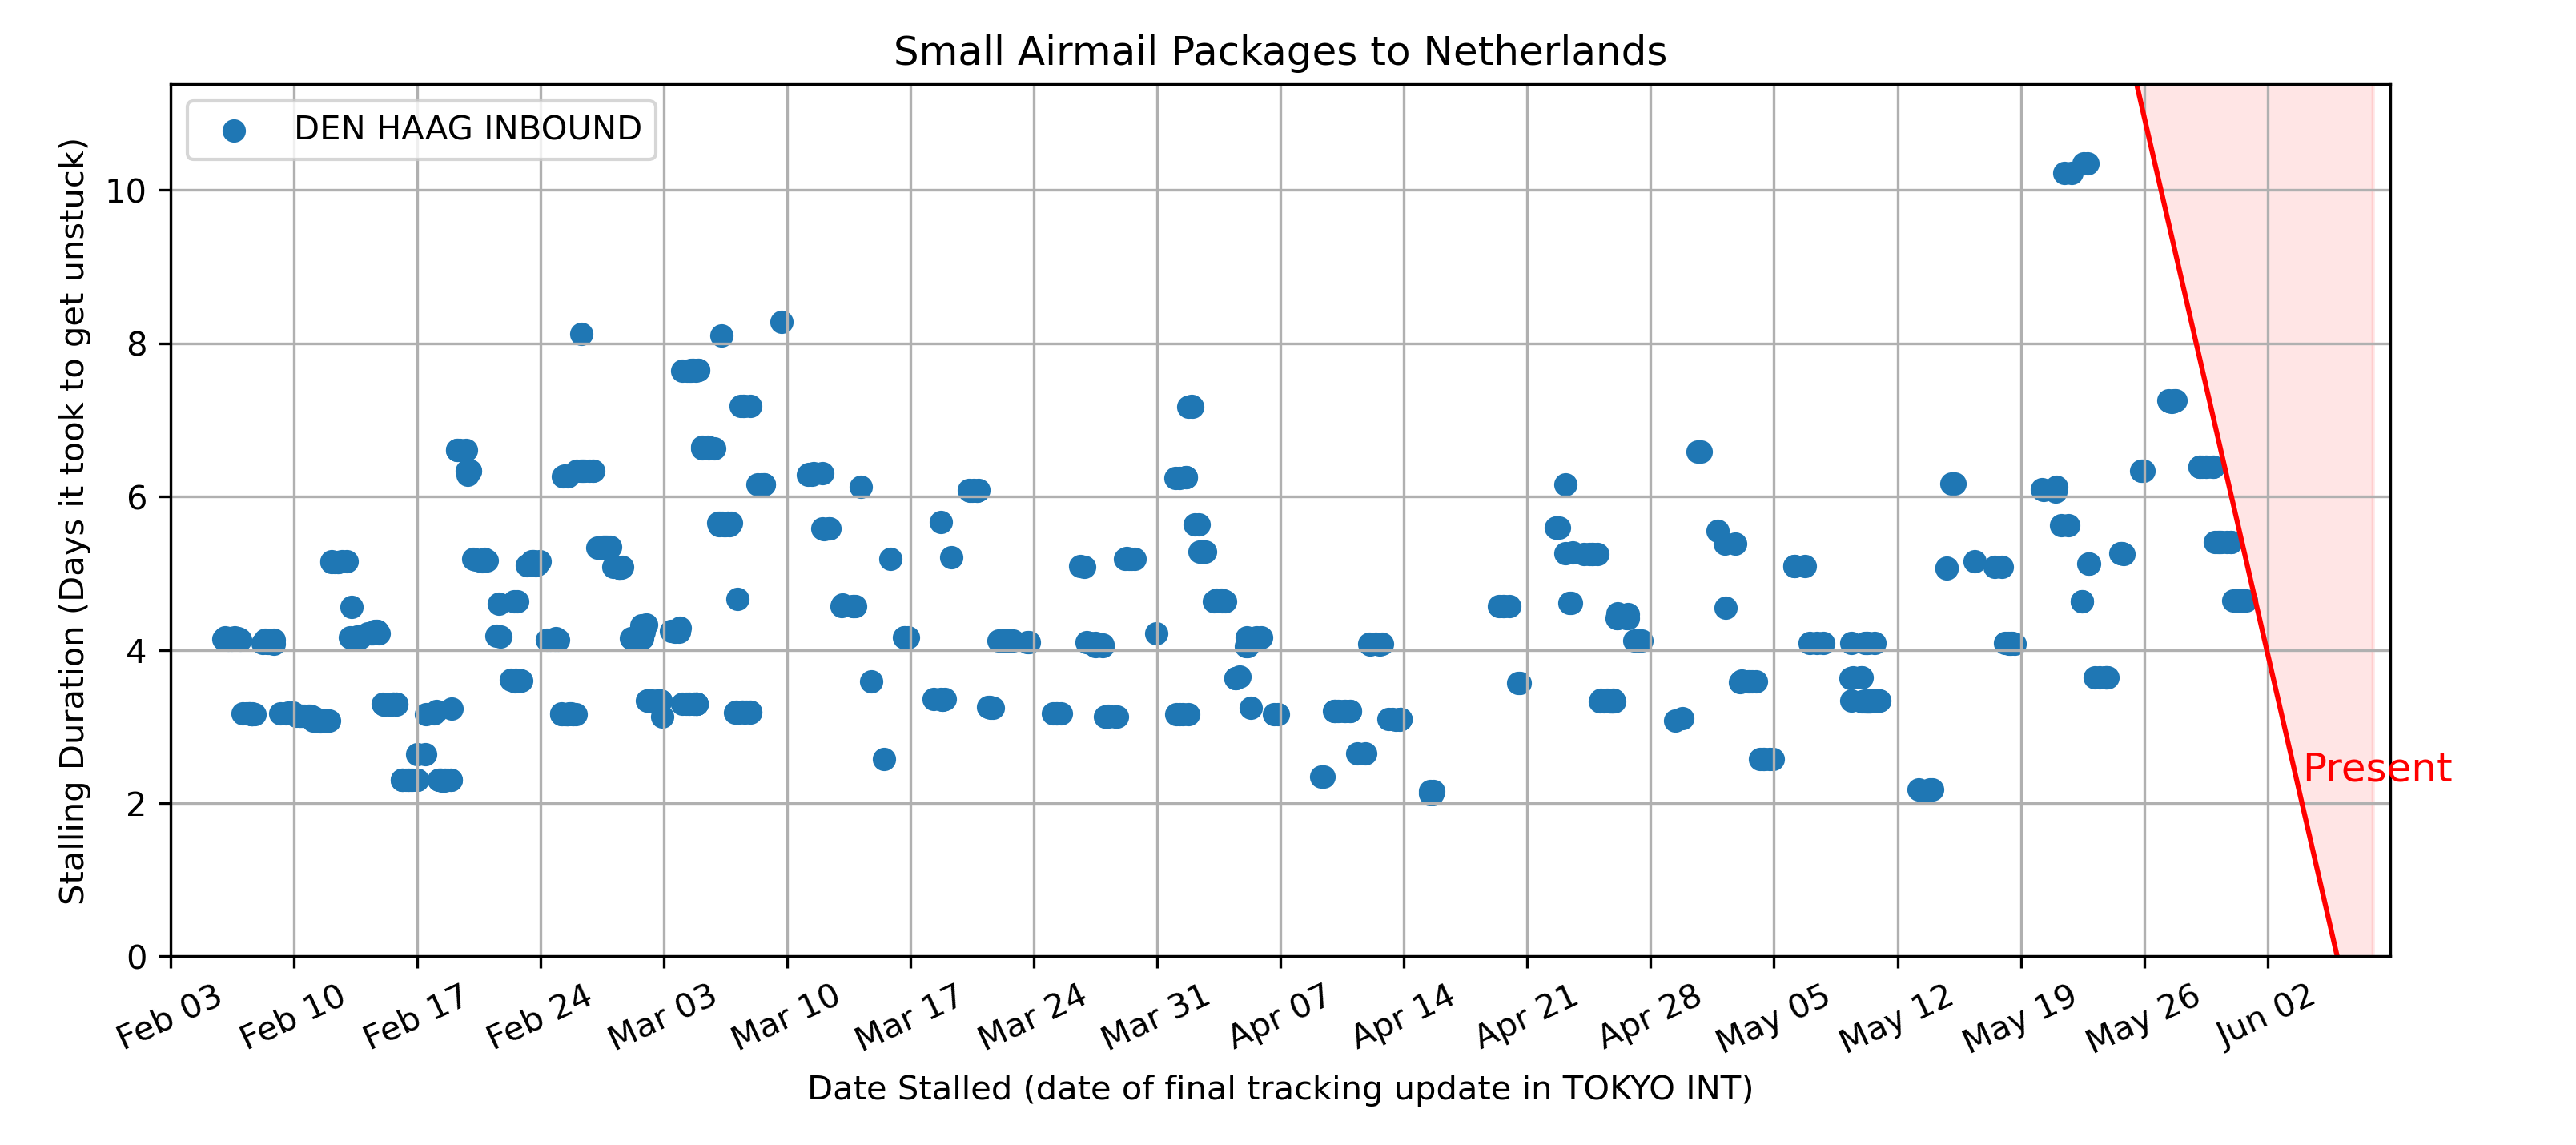 Small Airmail Packages to Netherlands
DEN HAAG INBOUND
Stalling Duration (Days it took to get unstuck)
10
8
6
4
2
0
Present
Feb 03 Feb 10 Feb 17 Feb 24 Mar 03 Mar 10 Mar 17 Mar 24 Mar 31 Apr 07 Apr 14 Apr 21 Apr 28 May 05 May 12 May 19 May 26 Jun 02
Date Stalled (date of final tracking update in TOKYO INT)